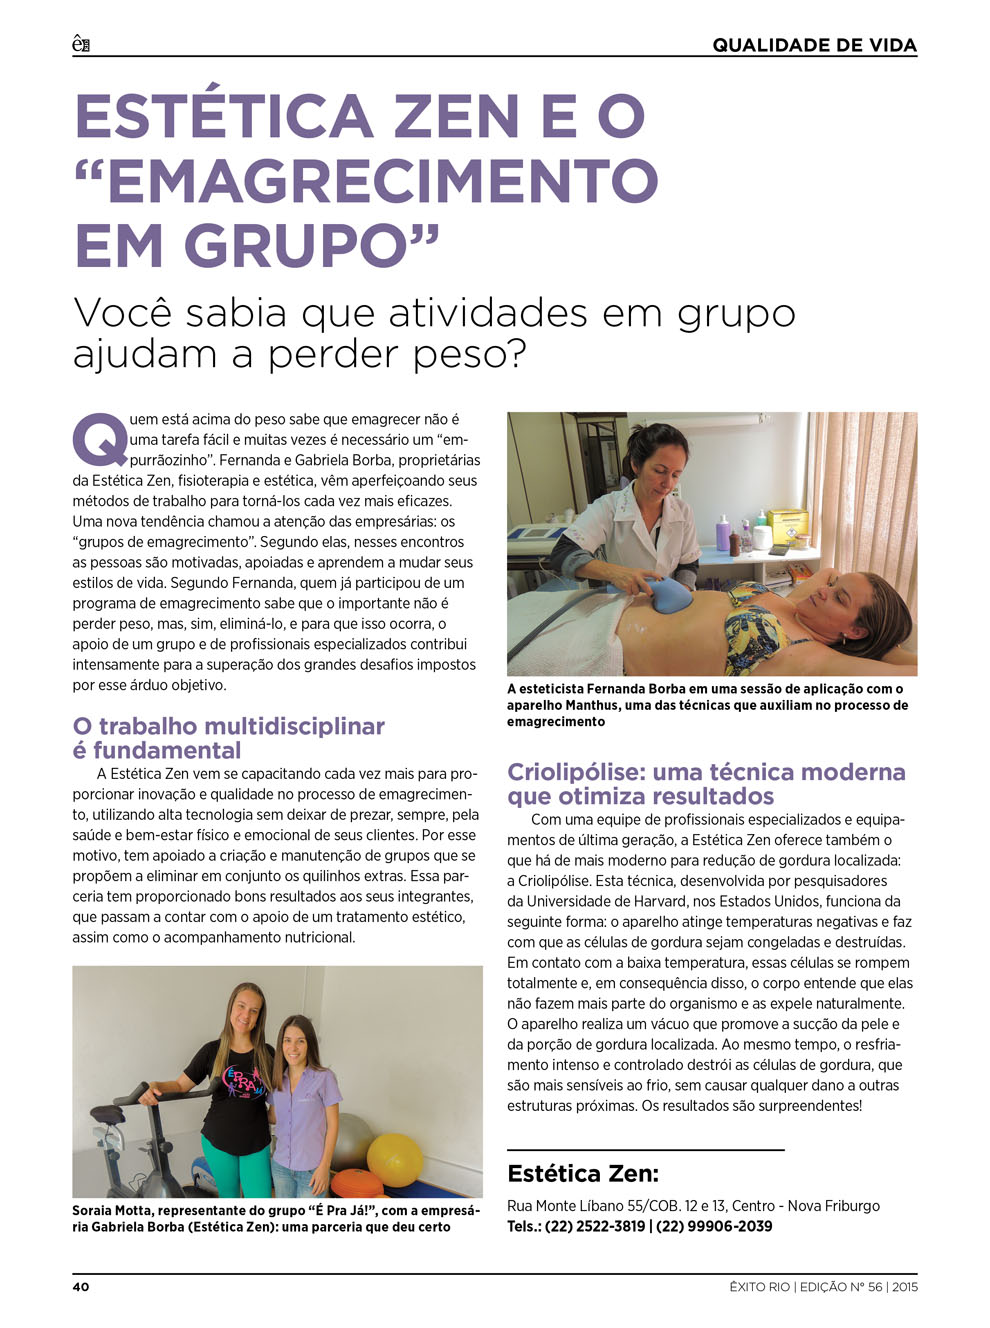 ê
QUALIDADE DE VIDA
ESTÉTICA ZEN E O
“EMAGRECIMENTO
EM GRUPO”
Você sabia que atividades em grupo
ajudam a perder peso?
Quem está acima do peso sabe que emagrecer não é
uma tarefa fácil e muitas vezes é necessário um “em-
purrãozinho”. Fernanda e Gabriela Borba, proprietárias
da Estética Zen, fisioterapia e estética, vêm aperfeiçoando seus
métodos de trabalho para torná-los cada vez mais eficazes.
Uma nova tendência chamou a atenção das empresárias: os
“grupos de emagrecimento”. Segundo elas, nesses encontros
as pessoas são motivadas, apoiadas e aprendem a mudar seus
estilos de vida. Segundo Fernanda, quem já participou de um
programa de emagrecimento sabe que o importante não é
perder peso, mas, sim, eliminá-lo, e para que isso ocorra, o
apoio de um grupo e de profissionais especializados contribui
intensamente para a superação dos grandes desafios impostos
por esse árduo objetivo.
O trabalho multidisciplinar
é fundamental
A Estética Zen vem se capacitando cada vez mais para pro-
porcionar inovação e qualidade no processo de emagrecimen-
to, utilizando alta tecnologia sem deixar de prezar, sempre, pela
saúde e bem-estar físico e emocional de seus clientes. Por esse
motivo, tem apoiado a criação e manutenção de grupos que se
propõem a eliminar em conjunto os quilinhos extras. Essa par-
ceria tem proporcionado bons resultados aos seus integrantes,
que passam a contar com o apoio de um tratamento estético,
assim como o acompanhamento nutricional.
É PRA JÁ
Soraia Motta, representante do grupo “É Pra Já!”, com a empresá-
ria Gabriela Borba (Estética Zen): uma parceria que deu certo
A esteticista Fernanda Borba em uma sessão de aplicação com o
aparelho Manthus, uma das técnicas que auxiliam no processo de
emagrecimento
Criolipólise: uma técnica moderna
que otimiza resultados
Com uma equipe de profissionais especializados e equipa-
mentos de última geração, a Estética Zen oferece também o
que há de mais moderno para redução de gordura localizada:
a Criolipólise. Esta técnica, desenvolvida por pesquisadores
da Universidade de Harvard, nos Estados Unidos, funciona da
seguinte forma: o aparelho atinge temperaturas negativas e faz
com que as células de gordura sejam congeladas e destruídas.
Em contato com a baixa temperatura, essas células se rompem
totalmente e, em consequência disso, o corpo entende que elas
não fazem mais parte do organismo e as expele naturalmente.
O aparelho realiza um vácuo que promove a sucção da pele e
da porção de gordura localizada. Ao mesmo tempo, o resfria-
mento intenso e controlado destrói as células de gordura, que
são mais sensíveis ao frio, sem causar qualquer dano a outras
estruturas próximas. Os resultados são surpreendentes!
Estética Zen:
Rua Monte Líbano 55/COB. 12 e 13, Centro - Nova Friburgo
Tels.: (22) 2522-3819 | (22) 99906-2039
40
ÊXITO RIO | EDIÇÃO N° 56 | 2015